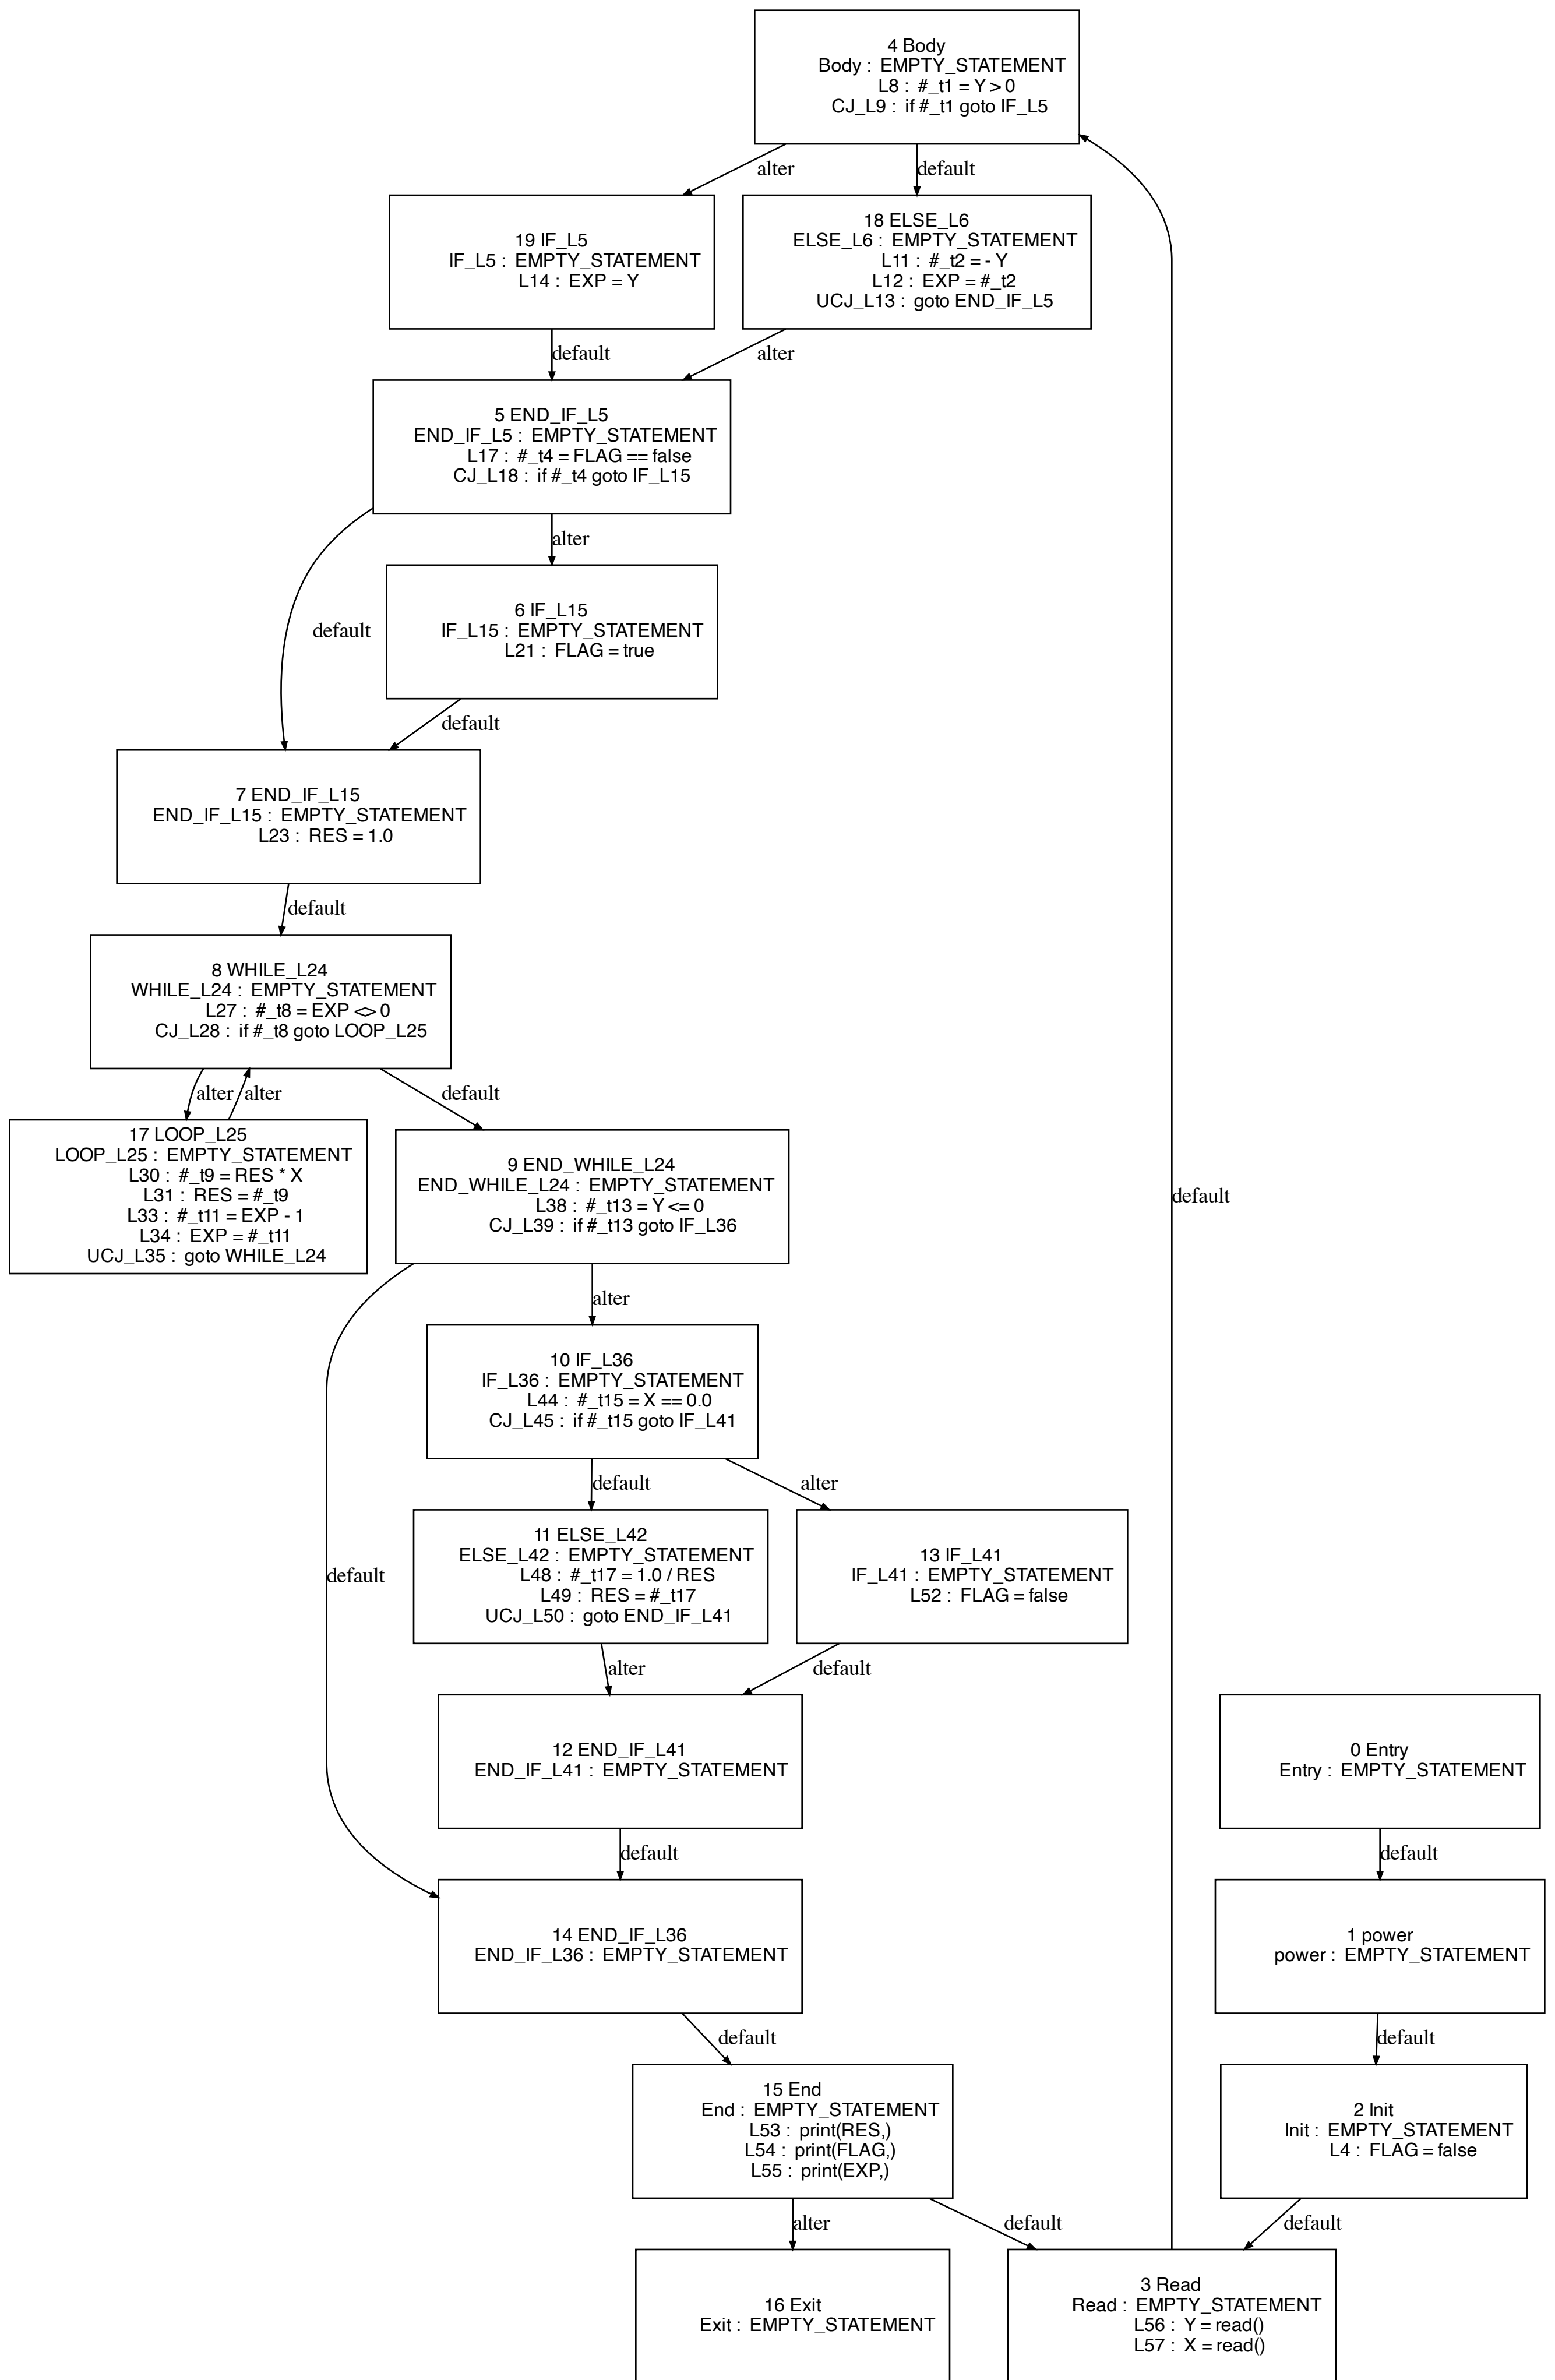 4 Body
Body : EMPTY_STATEMENT
L8 : #_t1 = Y > 0
CJ_L9 : if #_t1 goto IF_L5
alter
default
19 IF_L5
IF_L5 : EMPTY_STATEMENT
L14 : EXP = Y
18 ELSE_L6
ELSE_L6 : EMPTY_STATEMENT
L11 : #_t2 = - Y
L12 : EXP = #_t2
UCJ_L13 : goto END_IF_L5
default
alter
5 END_IF_L5
END_IF_L5 : EMPTY_STATEMENT
L17 : #_t4 = FLAG == false
CJ_L18 : if #_t4 goto IF_L15
alter
default
6 IF_L15
IF_L15 : EMPTY_STATEMENT
L21 : FLAG = true
default
7 END_IF_L15
END_IF_L15 : EMPTY_STATEMENT
L23 : RES = 1.0
default
8 WHILE_L24
WHILE_L24 : EMPTY_STATEMENT
L27 : #_t8 = EXP <> 0
CJ_L28 : if #_t8 goto LOOP_L25
alter
alter
default
17 LOOP_L25
LOOP_L25 : EMPTY_STATEMENT
L30 : #_t9 = RES * X
L31 : RES = #_t9
L33 : #_t11 = EXP - 1
L34 : EXP = #_t11
UCJ_L35 : goto WHILE_L24
9 END_WHILE_L24
END_WHILE_L24 : EMPTY_STATEMENT
L38 : #_t13 = Y <= 0
CJ_L39 : if #_t13 goto IF_L36
default
alter
10 IF_L36
IF_L36 : EMPTY_STATEMENT
L44 : #_t15 = X == 0.0
CJ_L45 : if #_t15 goto IF_L41
default
alter
default
11 ELSE_L42
ELSE_L42 : EMPTY_STATEMENT
L48 : #_t17 = 1.0 / RES
L49 : RES = #_t17
UCJ_L50 : goto END_IF_L41
13 IF_L41
IF_L41 : EMPTY_STATEMENT
L52 : FLAG = false
alter
default
12 END_IF_L41
END_IF_L41 : EMPTY_STATEMENT
0 Entry
Entry : EMPTY_STATEMENT
default
default
14 END_IF_L36
END_IF_L36 : EMPTY_STATEMENT
1 power
power : EMPTY_STATEMENT
default
default
15 End
End : EMPTY_STATEMENT
L53 : print(RES,)
L54 : print(FLAG,)
L55 : print(EXP,)
2 Init
Init : EMPTY_STATEMENT
L4 : FLAG = false
alter
default
default
16 Exit
Exit : EMPTY_STATEMENT
3 Read
Read : EMPTY_STATEMENT
L56 : Y = read()
L57 : X = read()